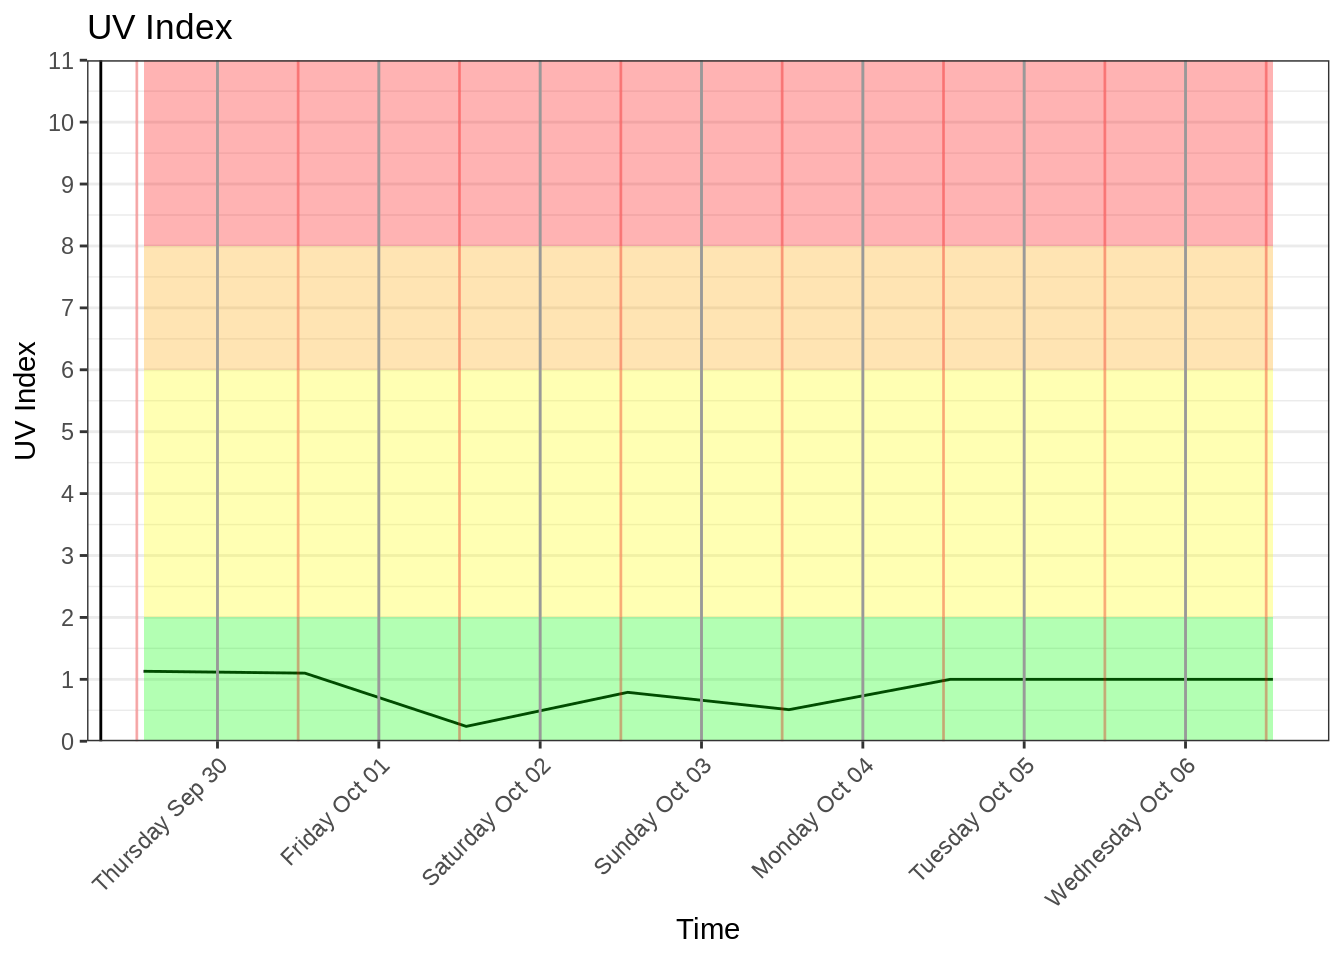 UV Index
11
10
9
8
7
6
5
4
3
2
1
0
UV Index
Thursday Sep 30
Friday Oct 01
Saturday Oct 02
Sunday Oct 03
Monday Oct 04
Tuesday Oct 05
Wednesday Oct 06
Time